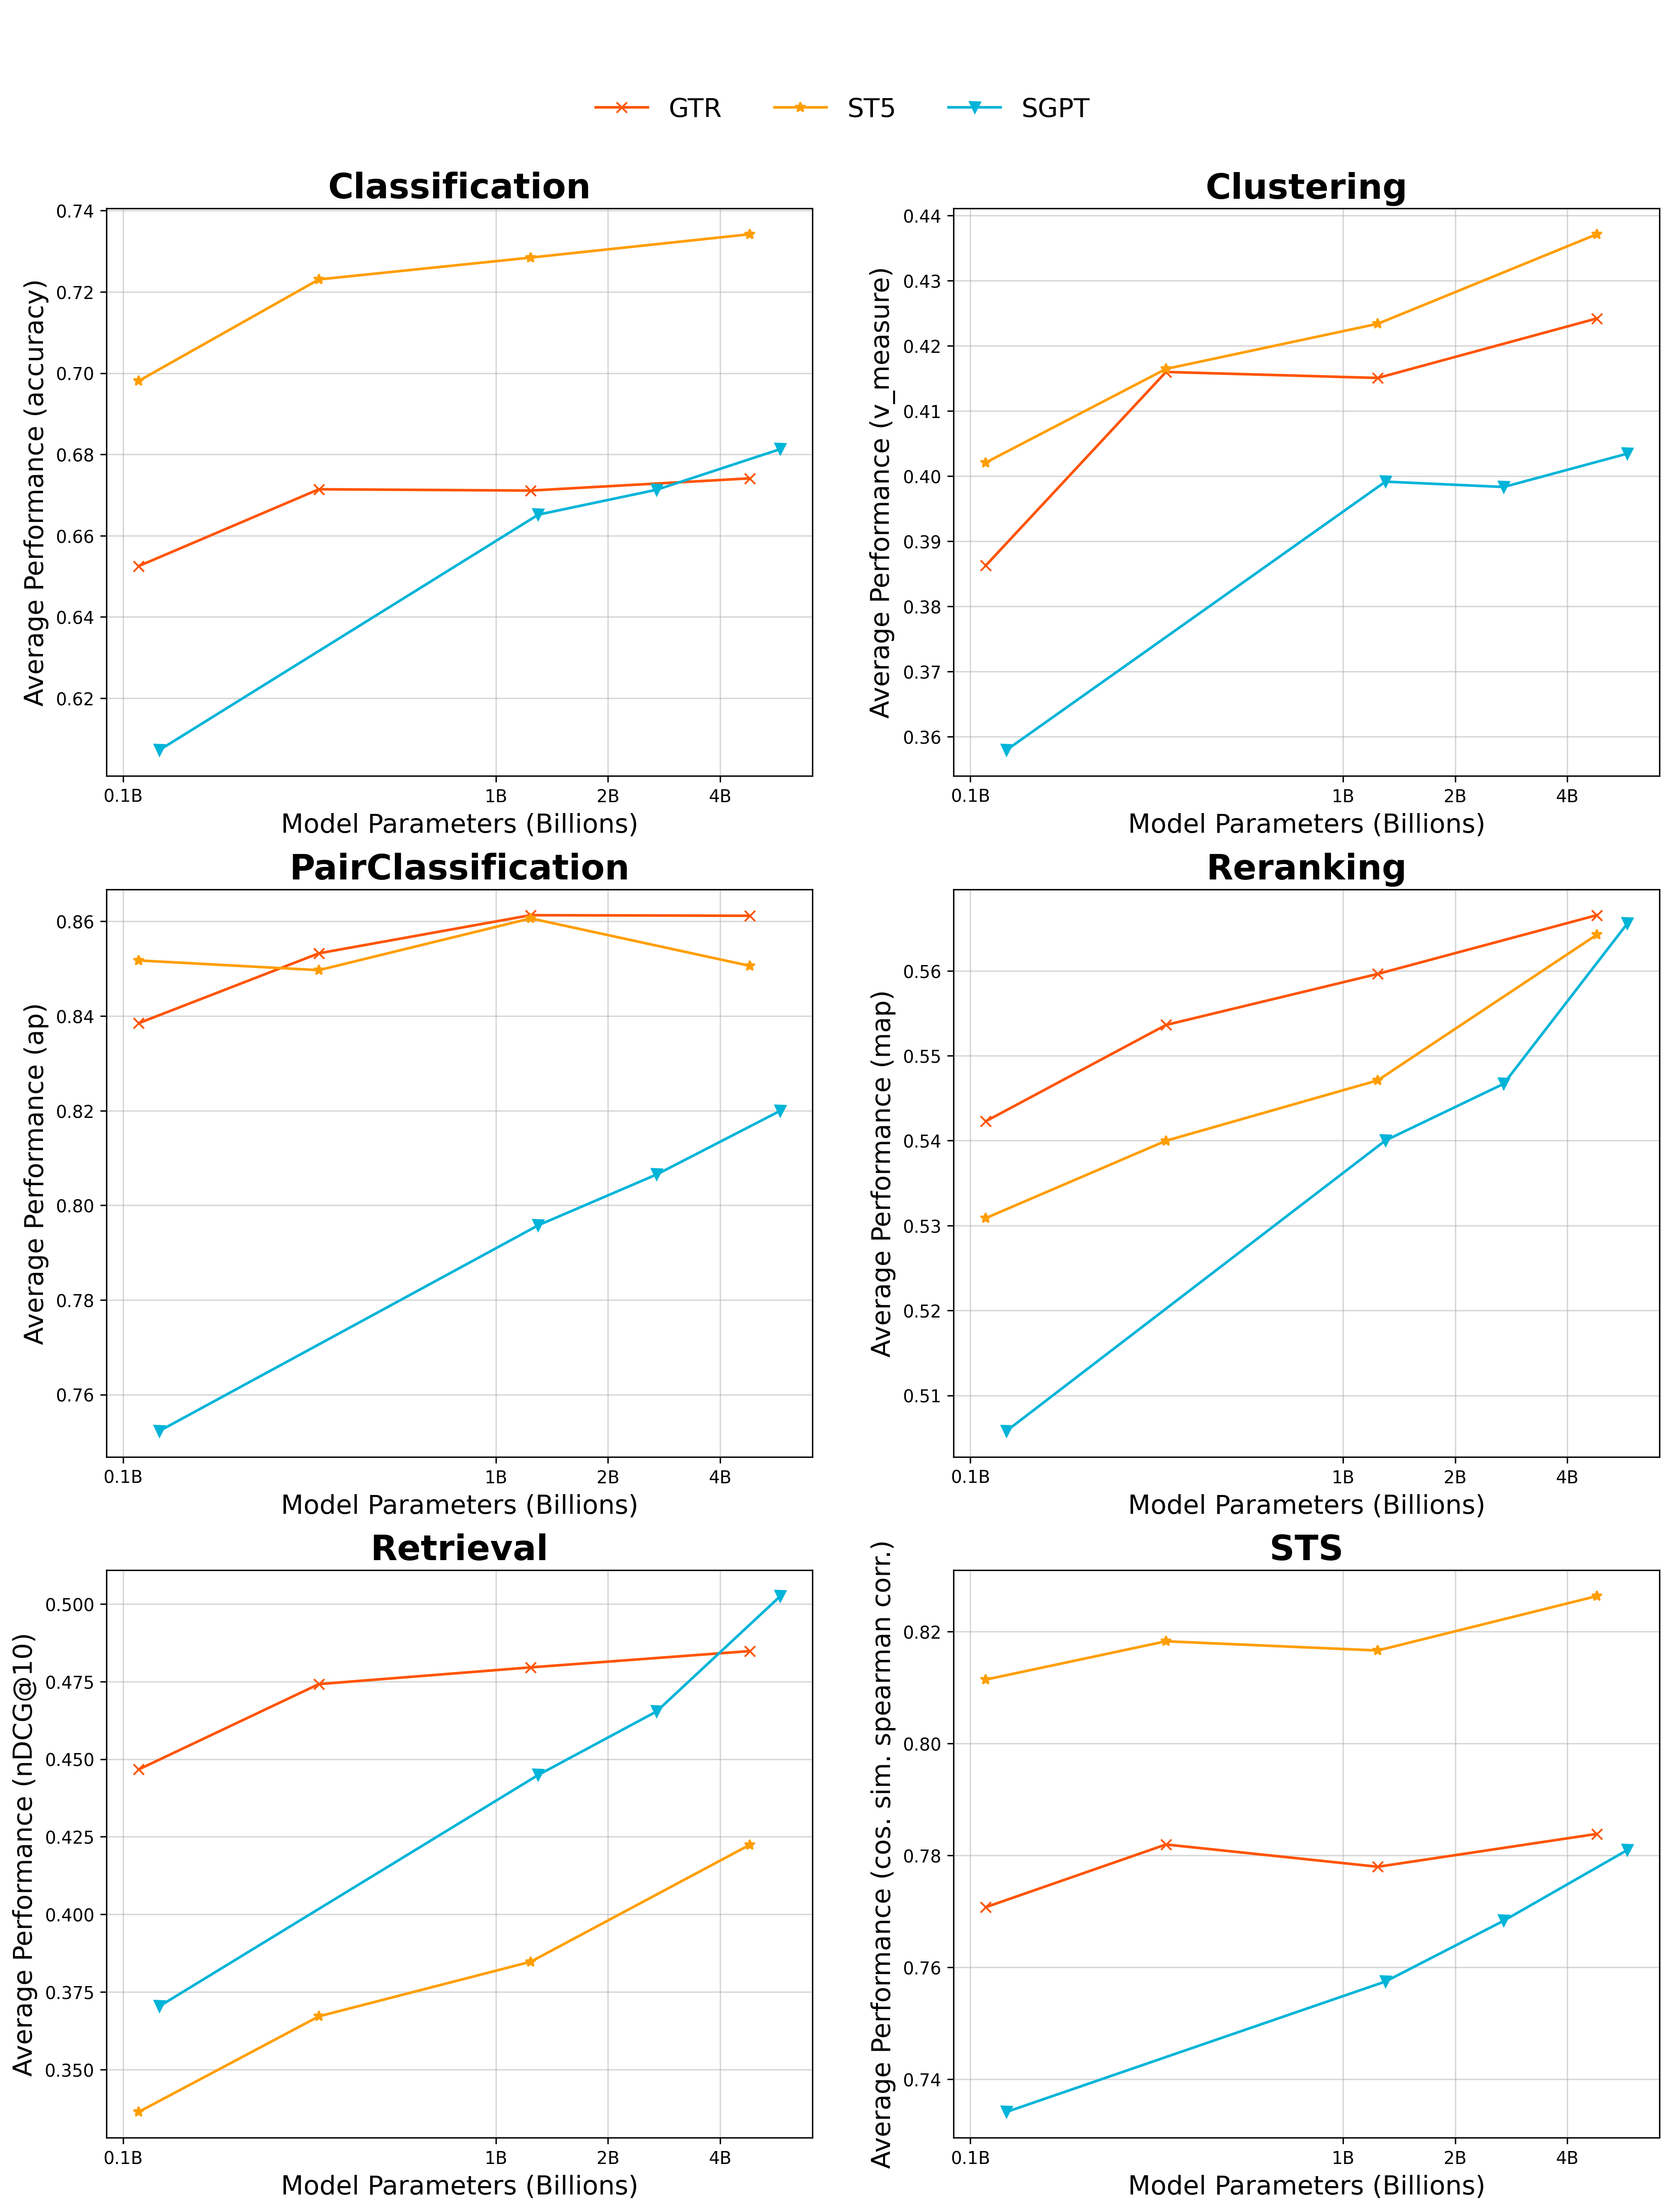 GTR ST5 SGPT
Classification
Average Performance (accuracy)
0.74
0.72
0.70
0.68
0.66
0.64
0.62
0.1B 1B 2B 4B
Model Parameters (Billions)
Clustering
Average Performance (v_measure)
0.44
0.43
0.42
0.41
0.40
0.39
0.38
0.37
0.36
0.1B 1B 2B 4B
Model Parameters (Billions)
PairClassification
Average Performance (ap)
0.86
0.84
0.82
0.80
0.78
0.76
0.1B 1B 2B 4B
Model Parameters (Billions)
Reranking
Average Performance (map)
0.56
0.55
0.54
0.53
0.52
0.51
0.1B 1B 2B 4B
Model Parameters (Billions)
Retrieval
Average Performance (nDCG@10)
0.500
0.475
0.450
0.425
0.400
0.375
0.350
0.1B 1B 2B 4B
Model Parameters (Billions)
STS
Average Performance (cos. sim. spearman corr.)
0.82
0.80
0.78
0.76
0.74
0.1B 1B 2B 4B
Model Parameters (Billions)